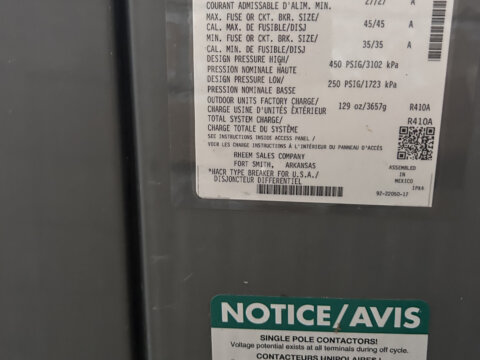 COURANT ADMISSIBLE D'ALIM. MIN. 27/27 A
MAX. FUSE OR CKT. BKR. SIZE/
CAL. MAX. DE FUSIBLE/DISJ 45/45 A
MIN. FUSE OR CKT. BRK. SIZE/
CAL. MIN. DE FUSIBLE/DISJ 35/35 A
DESIGN PRESSURE HIGH/
PRESSION NOMINALE HAUTE 450 PSIG/3102 kPa
DESIGN PRESSURE LOW/
PRESSION NOMINALE BASSE 250 PSIG/1723 kPa
OUTDOOR UNITS FACTORY CHARGE/
CHARGE USINE D'UNITÉS EXTÉRIEUR 129 oz/3657g R410A
TOTAL SYSTEM CHARGE/
CHARGE TOTALE DU SYSTÈME R410A
SEE INSTRUCTIONS INSIDE ACCESS PANEL /
VOIR LES CHARGE INSTRUCTIONS À L'INTÉRIEUR DU PANNEAU D'ACCÈS
RHEEM SALES COMPANY
FORT SMITH, ARKANSAS
*HACR TYPE BREAKER FOR U.S.A./
DISJONCTEUR DIFFERENTIEL
ASSEMBLED
IN
MEXICO
IPX4
92-22050-17
NOTICE/AVIS
SINGLE POLE CONTACTORS!
Voltage potential exists at all terminals during off cycle.
CONTACTEURS UNIPOLAIRES !